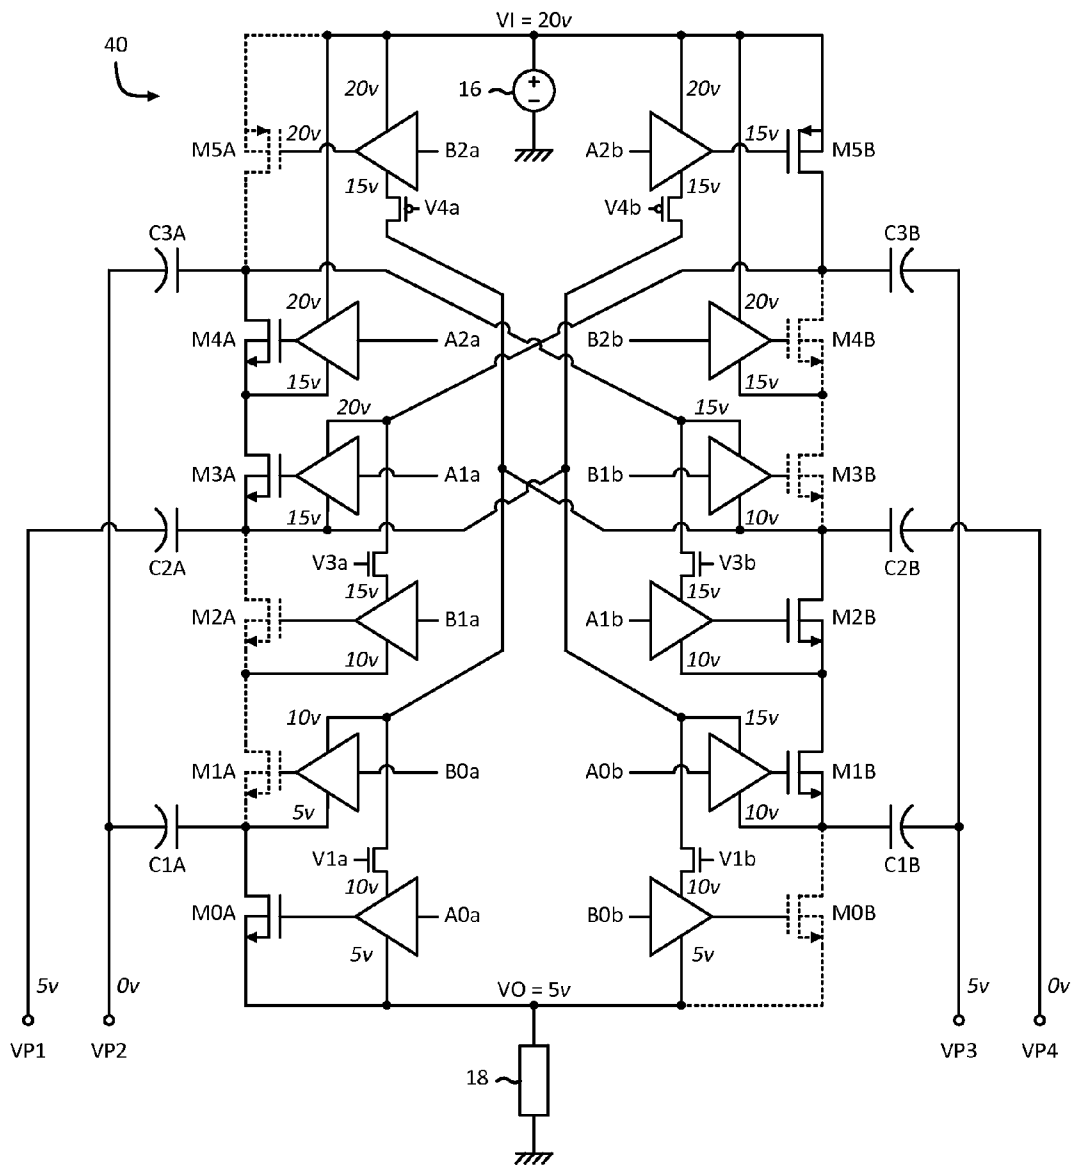 VI = 20v
40
16
20v
20v
M5A
20v
B2a
A2b
15v
M5B
15v
15v
V4a
V4b
C3A
C3B
20v
20v
M4A
A2a
B2b
M4B
15v
15v
20v
15v
M3A
A1a
B1b
M3B
15v
10v
C2A
V3a
V3b
C2B
15v
15v
M2A
B1a
A1b
M2B
10v
10v
10v
15v
M1A
B0a
A0b
M1B
5v
10v
C1A
V1a
V1b
C1B
10v
10v
M0A
A0a
B0b
M0B
5v
5v
5v
0v
VO = 5v
5v
0v
VP1
VP2
VP3
VP4
18